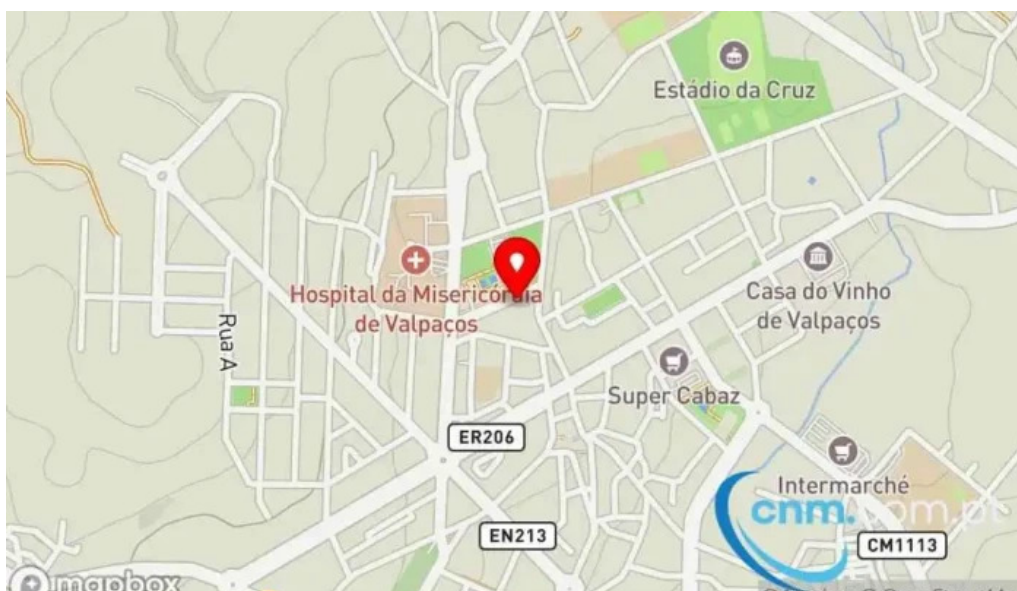 Estádio da Cruz
Hospital da Misericórdia
de Valpaços
Casa do Vinho
de Valpaços
Rua A
Super Cabaz
ER206
Intermarché
cnm.com.pt
EN213
CM1113
mapbox